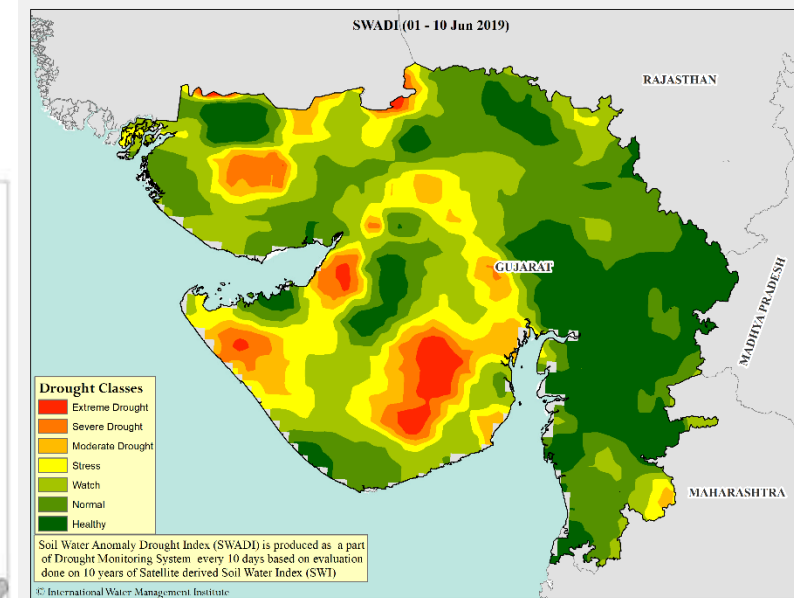 SWADI (01 - 10 Jun 2019)
RAJASTHAN
GUJARAT
MADHYA PRADESH
MAHARASHTRA
Drought Classes
Extreme Drought
Severe Drought
Moderate Drought
Stress
Watch
Normal
Healthy
Soil Water Anomaly Drought Index (SWADI) is produced as a part
of Drought Monitoring System every 10 days based on evaluation
done on 10 years of Satellite derived Soil Water Index (SWI)
© International Water Management Institute